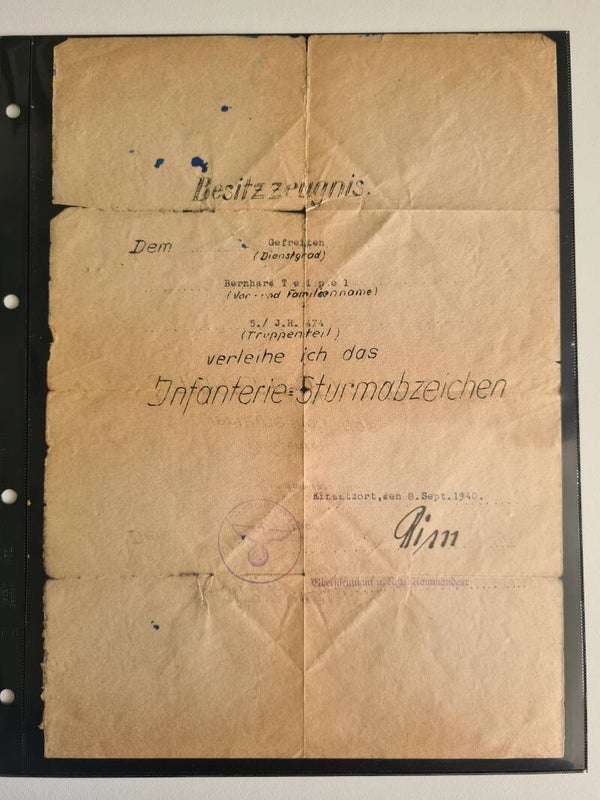 Besitzzeugnis.
Dem Gefreiten
(Dienstgrad)
Bernhard Teipel
(Vor- und Familienname)
5./ J.R. 474
(Truppenteil)
verleihe ich das
Infanterie=Sturmabzeichen
Einsatzort,den 8.Sept.1940.
Oberstleutnant u. Rgts. Kommandeur